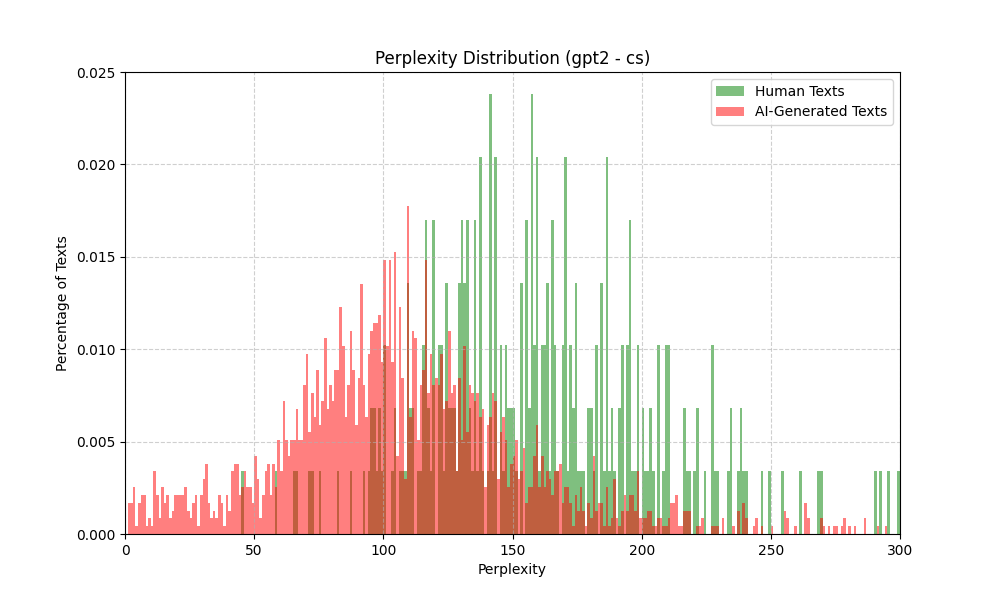 Perplexity Distribution (gpt2 - cs)
Human Texts
AI-Generated Texts
Percentage of Texts
0.025
0.020
0.015
0.010
0.005
0.000
0 50 100 150 200 250 300
Perplexity